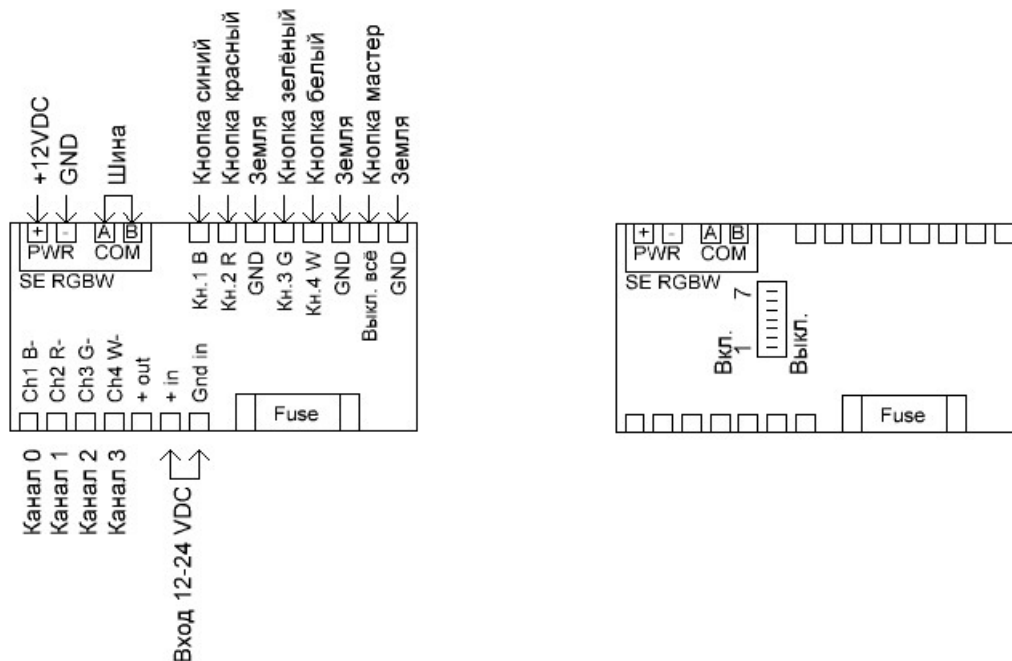 +12VDC
GND
Шина
Кнопка синий
Кнопка красный
Земля
Кнопка зелёный
Кнопка белый
Земля
Кнопка мастер
Земля
+ - A B
PWR COM
SE RGBW
Кн.1 B
Кн.2 R
GND
Кн.3 G
Кн.4 W
GND
Выкл. всё
GND
Ch1 B-
Ch2 R-
Ch3 G-
Ch4 W-
+ out
+ in
Gnd in
Fuse
Канал 0
Канал 1
Канал 2
Канал 3
Вход 12-24 VDC
+ - A B
PWR COM
SE RGBW
7
1
Вкл.
Выкл.
Fuse